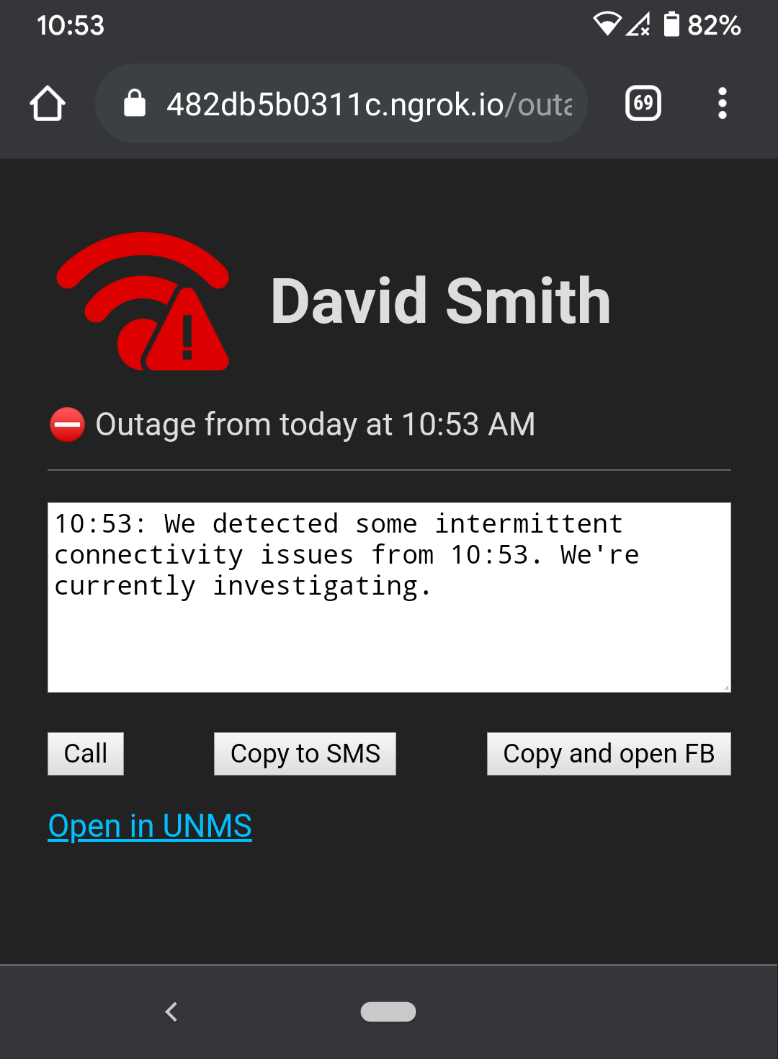 10:53
82%
482db5b0311c.ngrok.io/outa
69
David Smith
Outage from today at 10:53 AM
10:53: We detected some intermittent
connectivity issues from 10:53. We're
currently investigating.
Call
Copy to SMS
Copy and open FB
Open in UNMS